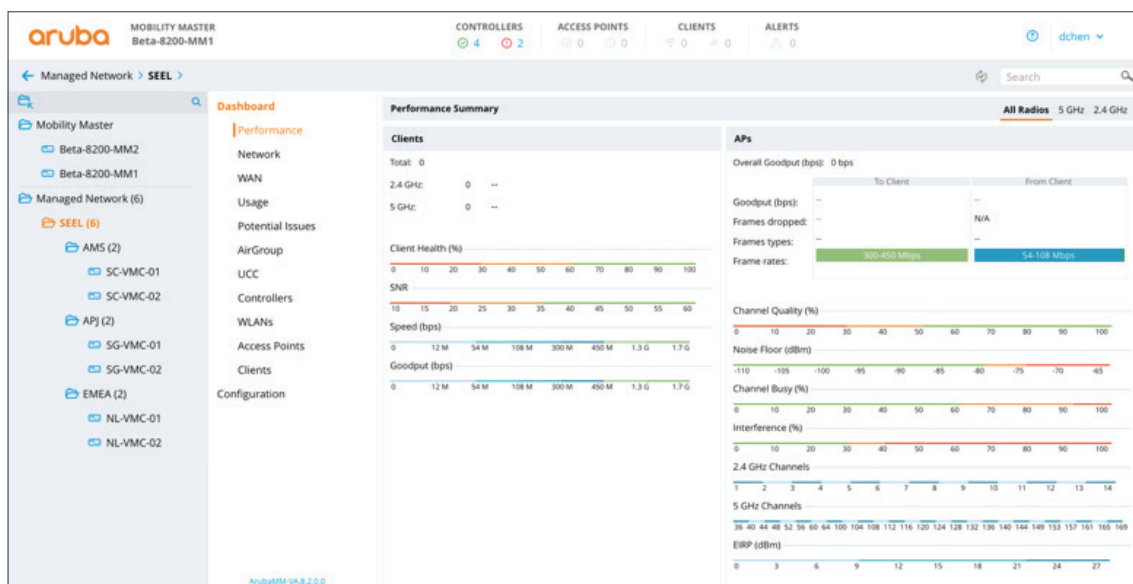 aruba
MOBILITY MASTER
Beta-8200-MM1
CONTROLLERS
4 2
ACCESS POINTS
0 0
CLIENTS
0 0
ALERTS
0
dchen
Managed Network > SEEL >
Search
Mobility Master
Beta-8200-MM2
Beta-8200-MM1
Managed Network (6)
SEEL (6)
AMS (2)
SC-VMC-01
SC-VMC-02
APJ (2)
SG-VMC-01
SG-VMC-02
EMEA (2)
NL-VMC-01
NL-VMC-02
Dashboard
Performance
Network
WAN
Usage
Potential Issues
AirGroup
UCC
Controllers
WLANs
Access Points
Clients
Configuration
ArubaMM-VA,8.2.0.0
Performance Summary
All Radios 5 GHz 2.4 GHz
Clients
Total: 0
2.4 GHz: 0 --
5 GHz: 0 --
Client Health (%)
0 10 20 30 40 50 60 70 80 90 100
SNR
10 15 20 25 30 35 40 45 50 55 60
Speed (bps)
0 12 M 54 M 108 M 300 M 450 M 1.3 G 1.7 G
Goodput (bps)
0 12 M 54 M 108 M 300 M 450 M 1.3 G 1.7 G
APs
Overall Goodput (bps): 0 bps
To Client From Client
Goodput (bps): -- --
Frames dropped: -- N/A
Frames types: -- --
Frame rates: 300-450 Mbps 54-108 Mbps
Channel Quality (%)
0 10 20 30 40 50 60 70 80 90 100
Noise Floor (dBm)
-110 -105 -100 -95 -90 -85 -80 -75 -70 -65
Channel Busy (%)
0 10 20 30 40 50 60 70 80 90 100
Interference (%)
0 10 20 30 40 50 60 70 80 90 100
2.4 GHz Channels
1 2 3 4 5 6 7 8 9 10 11 12 13 14
5 GHz Channels
36 40 44 48 52 56 60 64 100 104 108 112 116 120 124 128 132 136 140 144 149 153 157 161 165 169
EIRP (dBm)
0 3 6 9 12 15 18 21 24 27